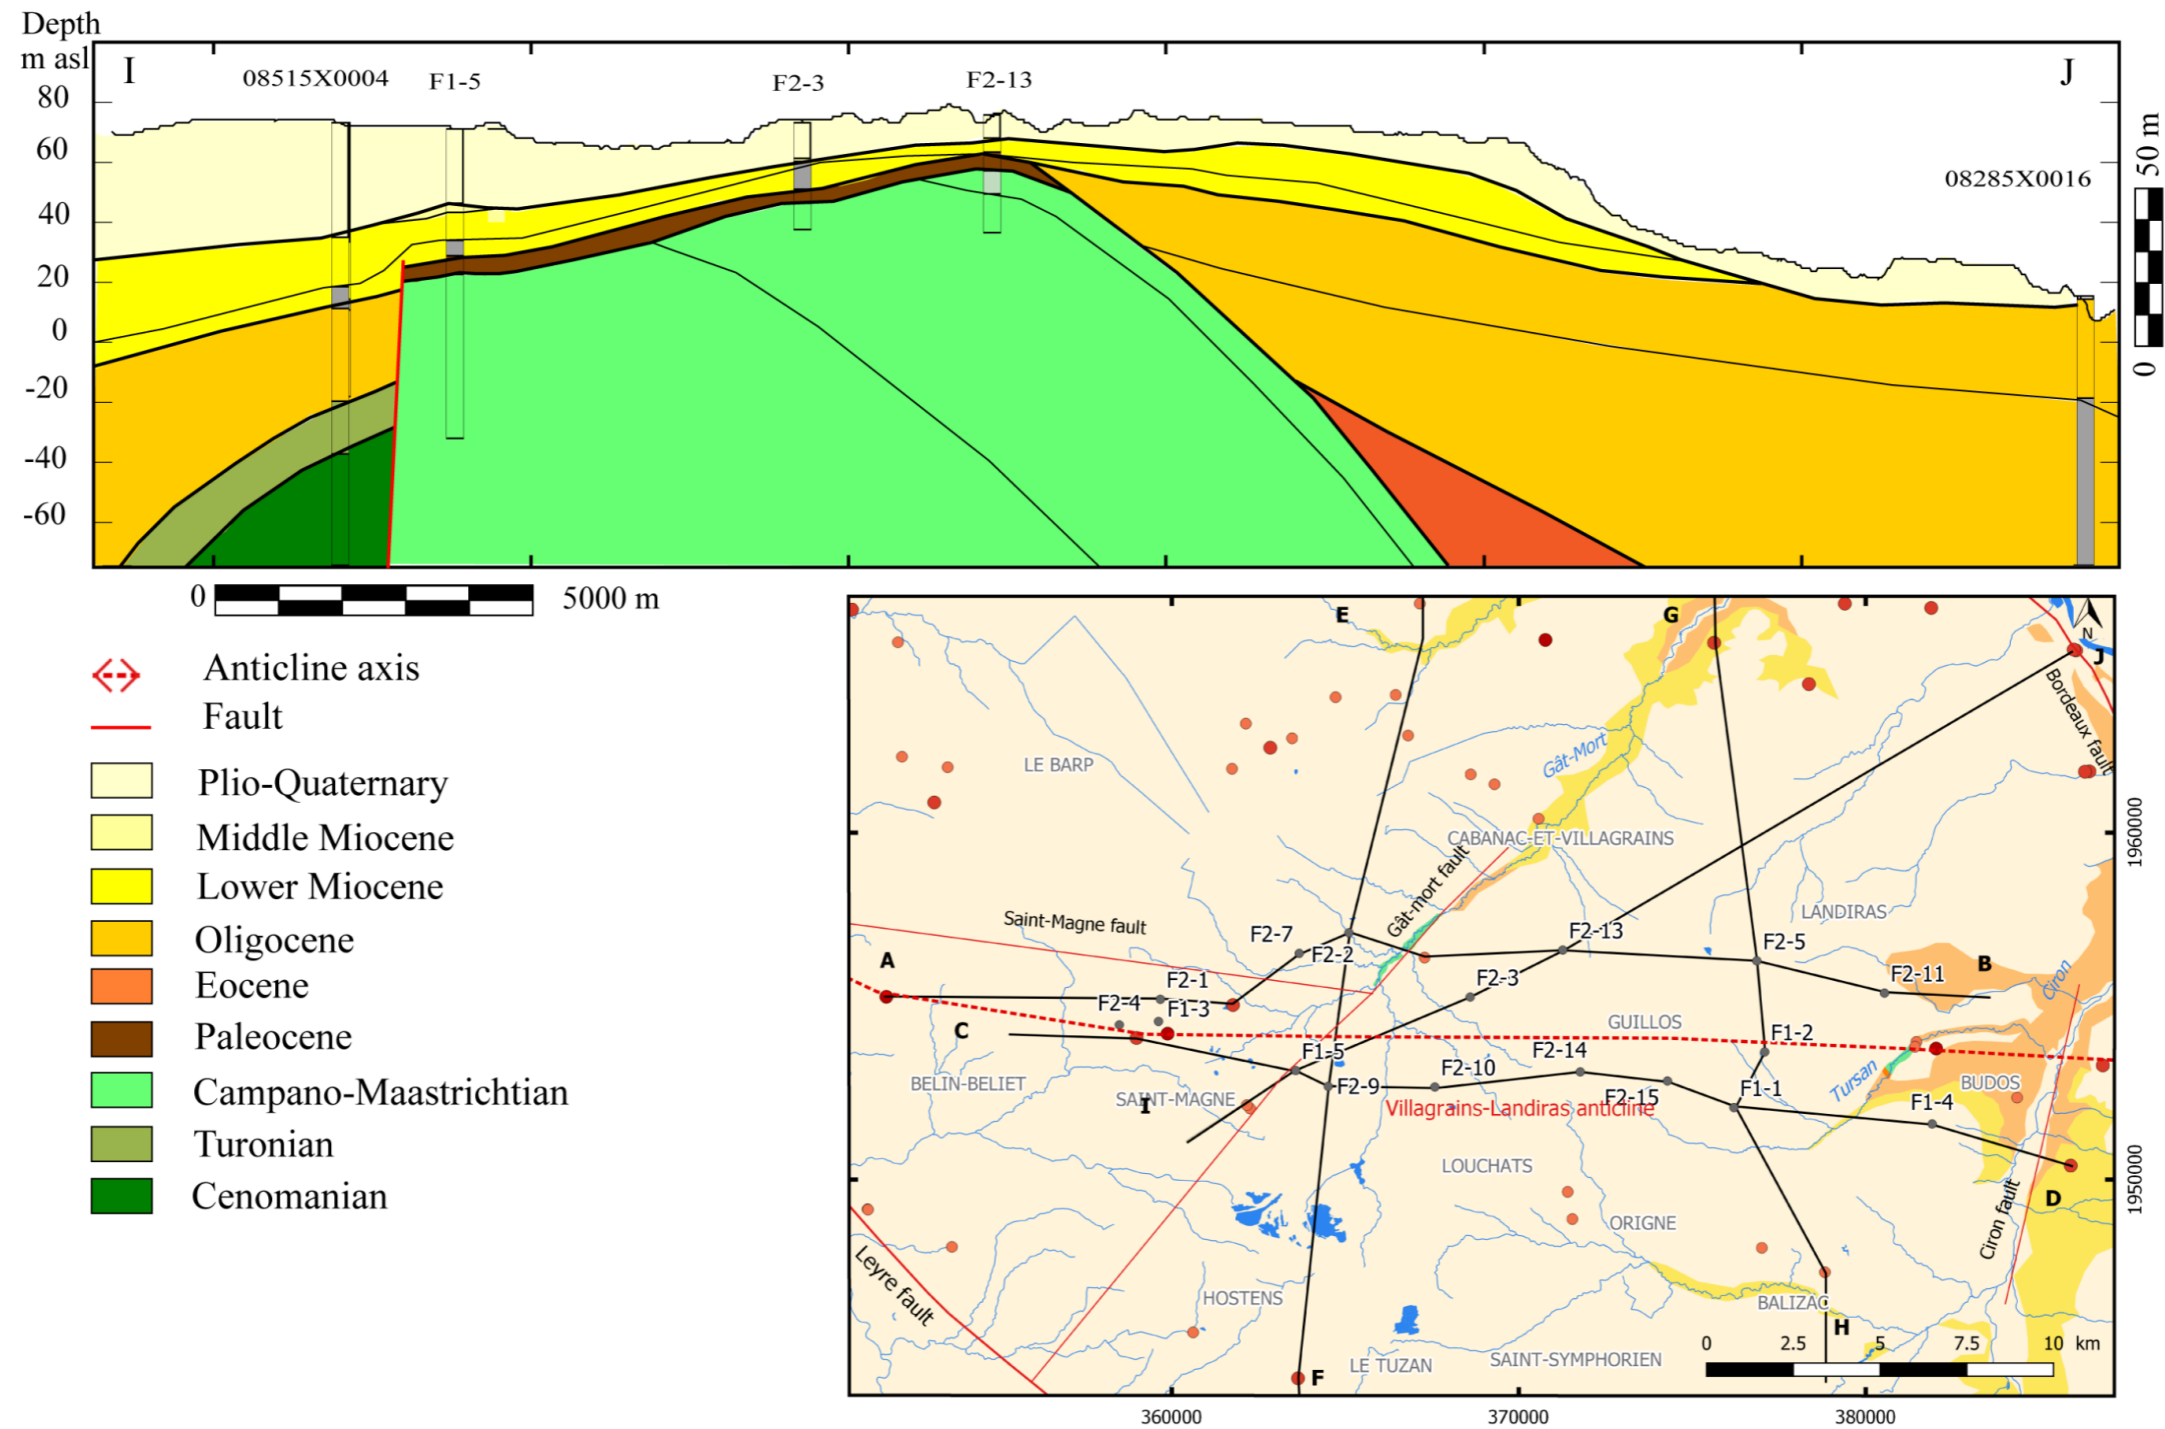 Depth
m asl
I
08515X0004
F1-5
F2-3
F2-13
J
80
60
40
20
0
-20
-40
-60
08285X0016
50 m
0
0
5000 m
Anticline axis
Fault
Plio-Quaternary
Middle Miocene
Lower Miocene
Oligocene
Eocene
Paleocene
Campano-Maastrichtian
Turonian
Cenomanian
E
G
N
J
Bordeaux fault
LE BARP
Gât-Mort
CABANAC-ET-VILLAGRAINS
Gât-mort fault
1960000
Saint-Magne fault
LANDIRAS
A
F2-7
F2-2
F2-13
F2-5
B
F2-1
F2-3
F2-11
Ciron
F2-4
F1-3
C
GUILLOS
F1-2
F1-5
F2-14
BELIN-BELIET
F2-9
F2-10
Tursan
BUDOS
SAINT-MAGNE
I
F2-15
F1-1
F1-4
Villagrains-Landiras anticline
LOUCHATS
1950000
D
ORIGNE
Ciron fault
Leyre fault
HOSTENS
BALIZAC
H
LE TUZAN
SAINT-SYMPHORIEN
F
0 2.5 5 7.5 10 km
360000
370000
380000